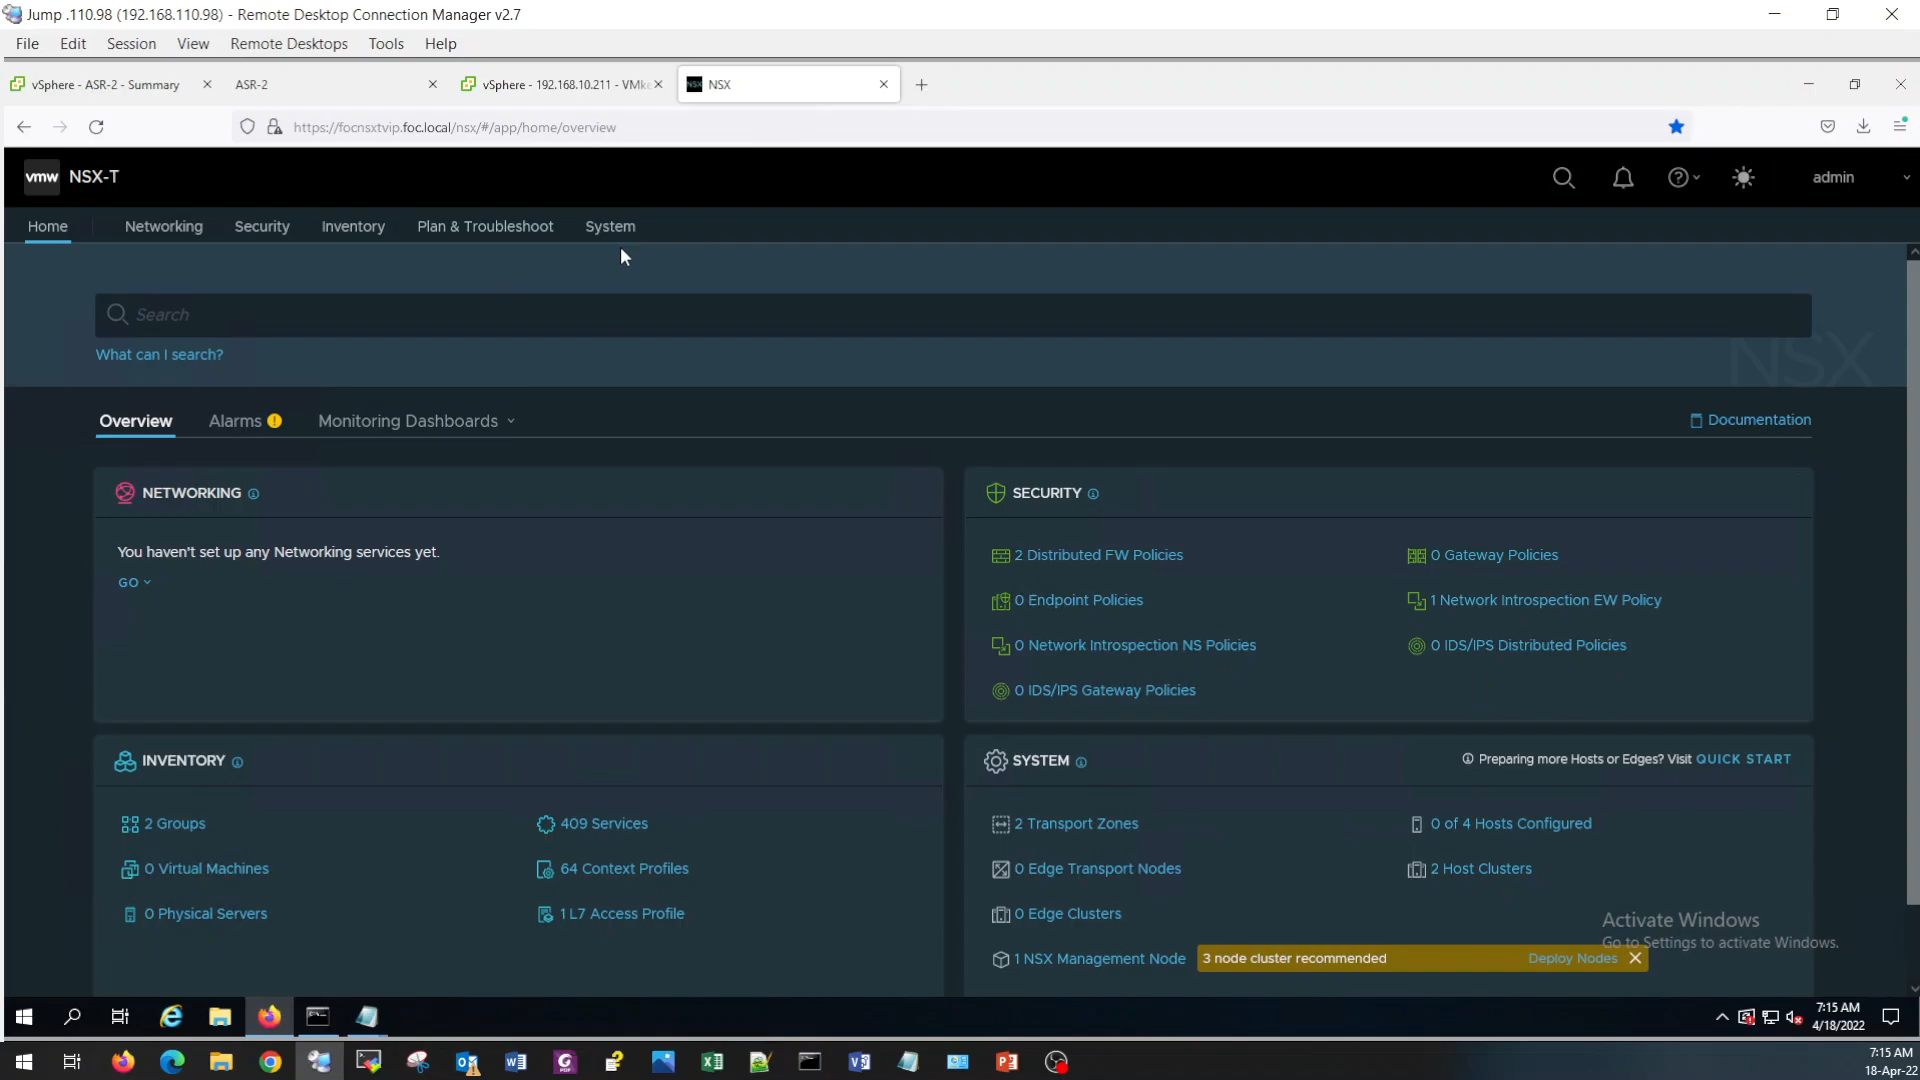 Jump .110.98 (192.168.110.98) - Remote Desktop Connection Manager v2.7
File Edit Session View Remote Desktops Tools Help
vSphere - ASR-2 - Summary ASR-2 vSphere - 192.168.10.211 - VMke NSX
https://focnsxtvip.foc.local/nsx/#/app/home/overview
vmw NSX-T admin
Home Networking Security Inventory Plan & Troubleshoot System
Search
NSX
What can I search?
Overview Alarms Monitoring Dashboards Documentation
NETWORKING
You haven't set up any Networking services yet.
GO
SECURITY
2 Distributed FW Policies 0 Gateway Policies
0 Endpoint Policies 1 Network Introspection EW Policy
0 Network Introspection NS Policies 0 IDS/IPS Distributed Policies
0 IDS/IPS Gateway Policies
INVENTORY
2 Groups 409 Services
0 Virtual Machines 64 Context Profiles
0 Physical Servers 1 L7 Access Profile
SYSTEM Preparing more Hosts or Edges? Visit QUICK START
2 Transport Zones 0 of 4 Hosts Configured
0 Edge Transport Nodes 2 Host Clusters
0 Edge Clusters
1 NSX Management Node 3 node cluster recommended Deploy Nodes
Activate Windows
Go to Settings to activate Windows.
7:15 AM
4/18/2022
7:15 AM
18-Apr-22